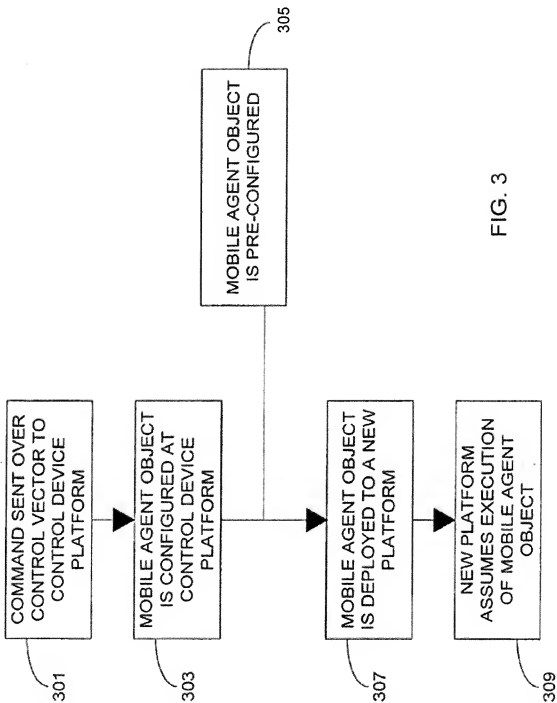 COMMAND SENT OVER
CONTROL VECTOR TO
CONTROL DEVICE
PLATFORM
301
MOBILE AGENT OBJECT
IS CONFIGURED AT
CONTROL DEVICE
PLATFORM
303
MOBILE AGENT OBJECT
IS PRE-CONFIGURED
305
MOBILE AGENT OBJECT
IS DEPLOYED TO A NEW
PLATFORM
307
NEW PLATFORM
ASSUMES EXECUTION
OF MOBILE AGENT
OBJECT
309
FIG. 3